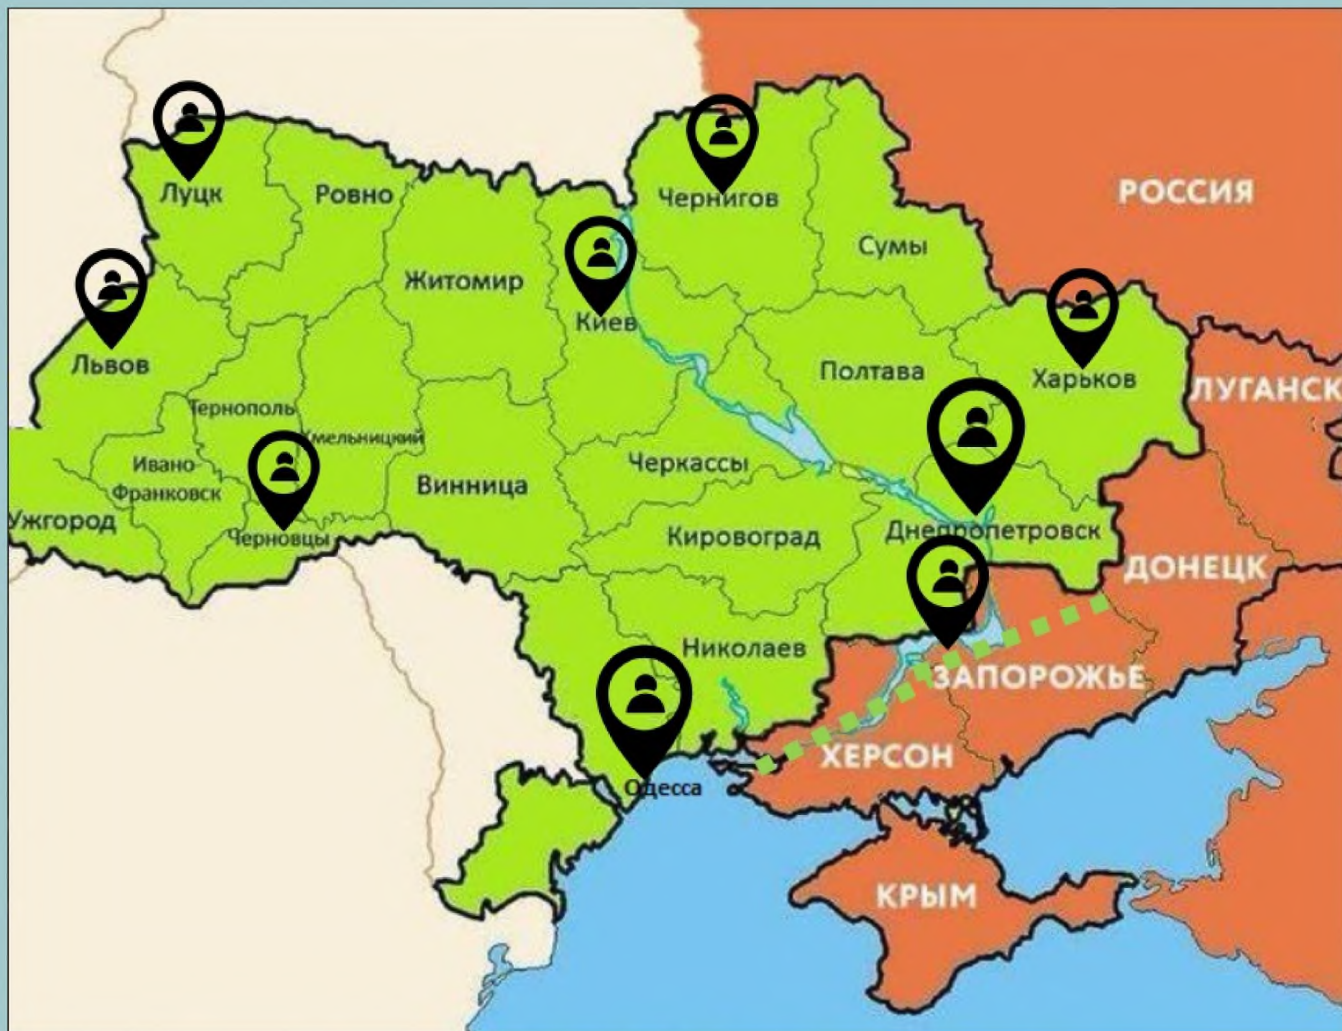 РОССИЯ
Луцк
Ровно
Чернигов
Сумы
Житомир
Киев
Львов
Полтава
Харьков
ЛУГАНСК
Тернополь
Хмельницкий
Ивано-
Франковск
Черкассы
Винница
Ужгород
Черновцы
Кировоград
Днепропетровск
ДОНЕЦК
Николаев
ЗАПОРОЖЬЕ
ХЕРСОН
Одесса
КРЫМ